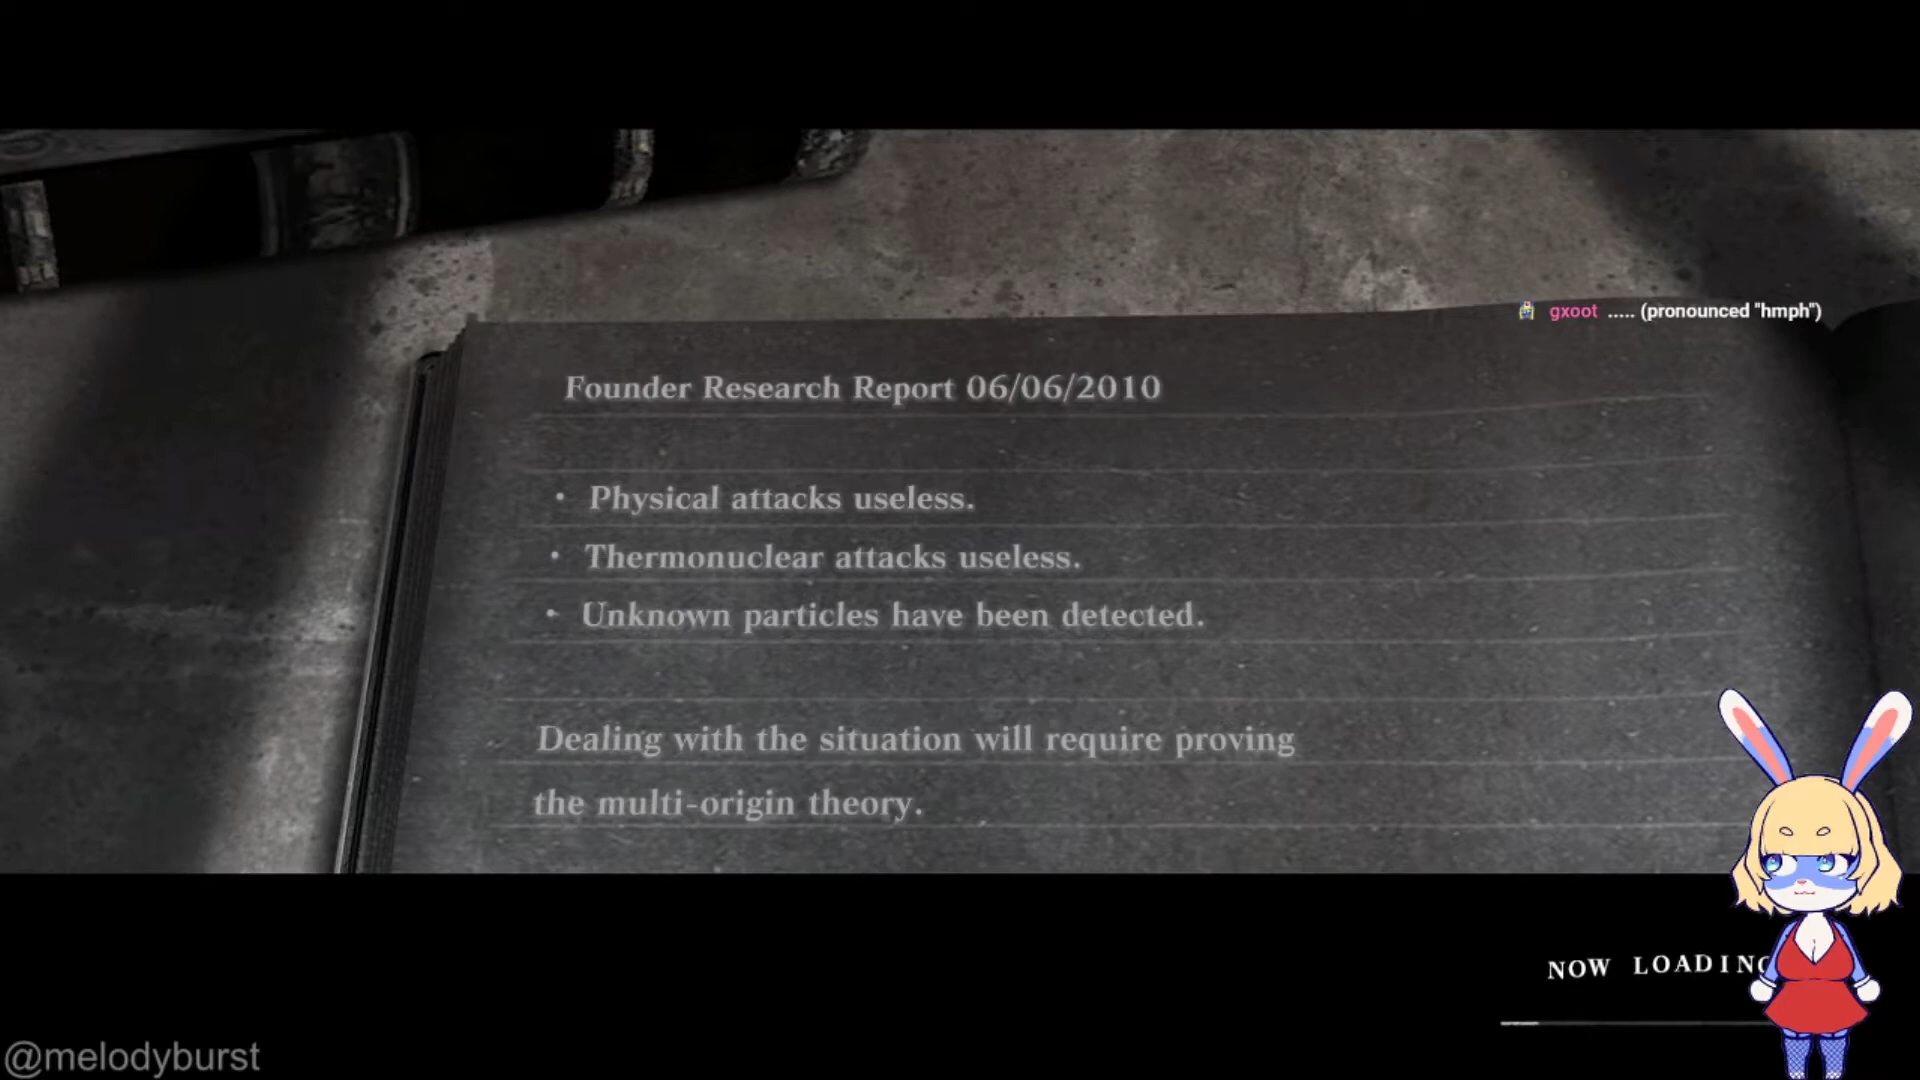 gxoot ..... (pronounced "hmph")
Founder Research Report 06/06/2010
• Physical attacks useless.
• Thermonuclear attacks useless.
• Unknown particles have been detected.
Dealing with the situation will require proving
the multi-origin theory.
NOW LOADING
@melodyburst